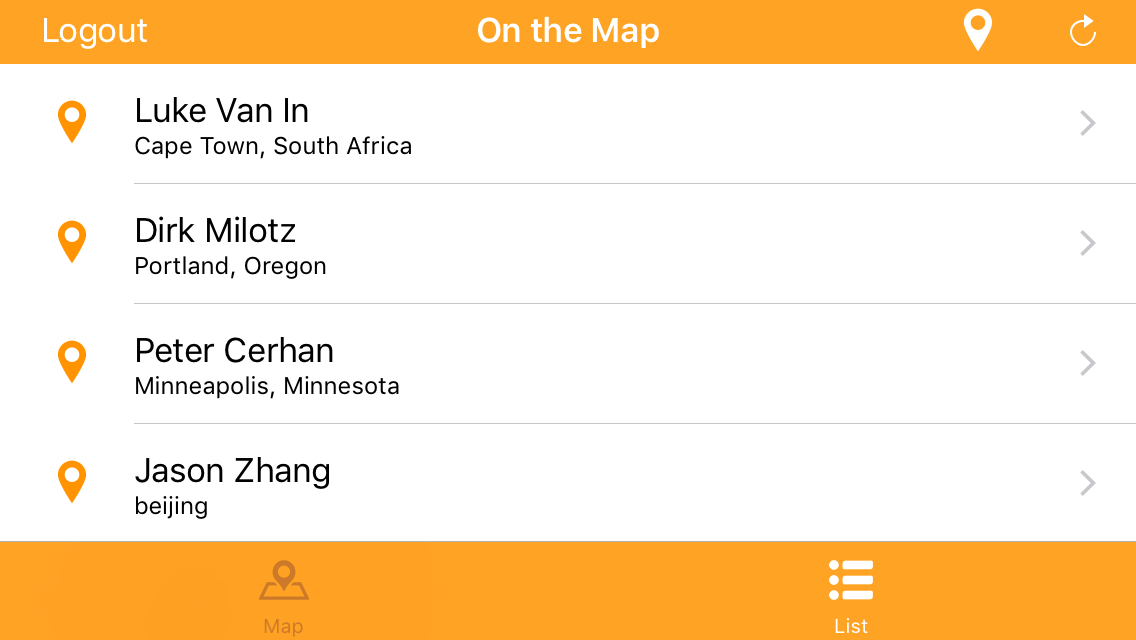 Logout
On the Map
Luke Van In
Cape Town, South Africa
Dirk Milotz
Portland, Oregon
Peter Cerhan
Minneapolis, Minnesota
Jason Zhang
beijing
Map
List